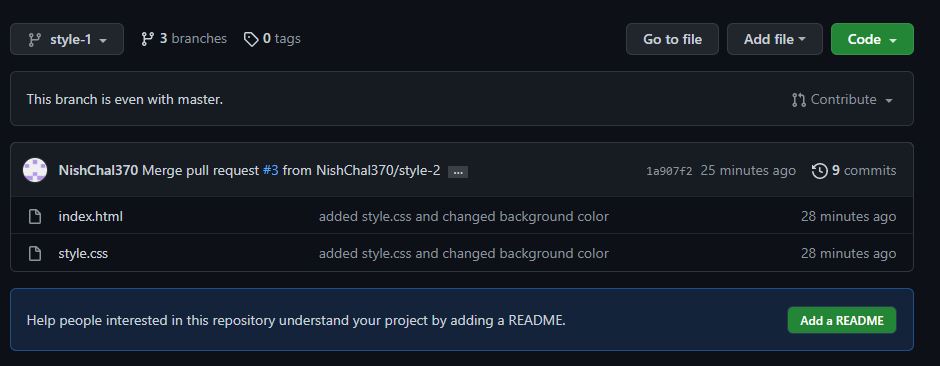 style-1 3 branches 0 tags Go to file Add file Code
This branch is even with master. Contribute
NishChal370 Merge pull request #3 from NishChal370/style-2 ... 1a907f2 25 minutes ago 9 commits
index.html added style.css and changed background color 28 minutes ago
style.css added style.css and changed background color 28 minutes ago
Help people interested in this repository understand your project by adding a README. Add a README